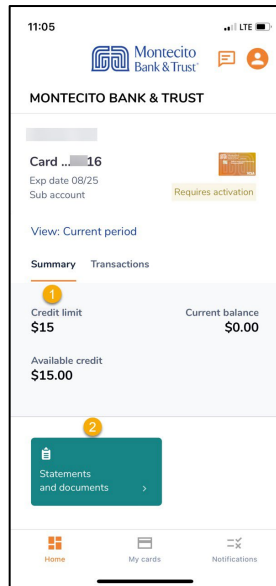 11:05
LTE
Montecito
Bank & Trust
MONTECITO BANK & TRUST
Card ... 16
Exp date 08/25
Sub account
Requires activation
View: Current period
Summary Transactions
1
Credit limit Current balance
$15 $0.00
Available credit
$15.00
2
Statements
and documents >
Home My cards Notifications